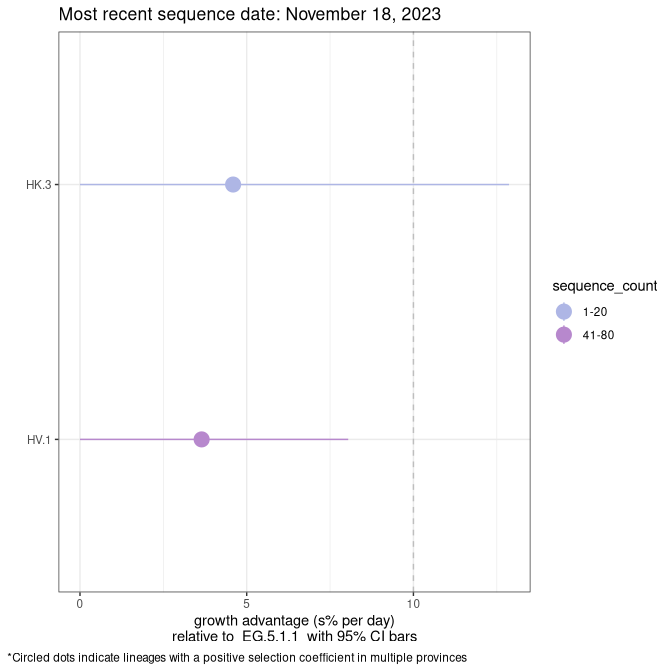 Most recent sequence date: November 18, 2023
HK.3
HV.1
0 5 10
growth advantage (s% per day)
relative to  EG.5.1.1  with 95% CI bars
sequence_count
1-20
41-80
*Circled dots indicate lineages with a positive selection coefficient in multiple provinces